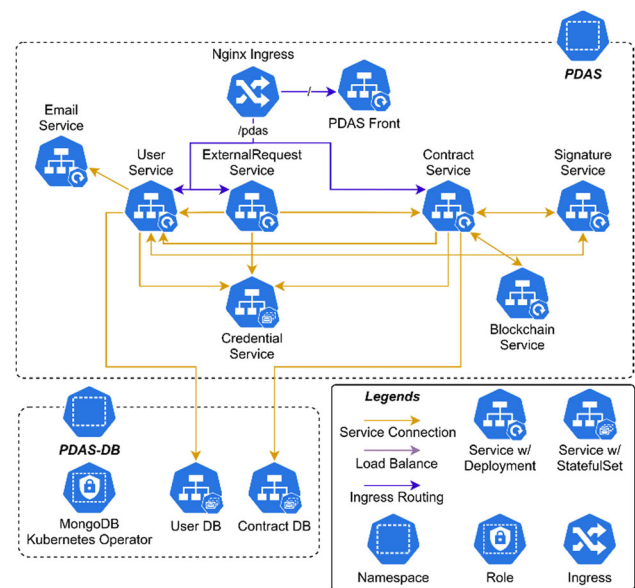 Nginx Ingress
PDAS
/
Email
Service
PDAS Front
/pdas
User
Service
ExternalRequest
Service
Contract
Service
Signature
Service
Credential
Service
Blockchain
Service
PDAS-DB
MongoDB
Kubernetes Operator
User DB
Contract DB
Legends
Service Connection
Load Balance
Ingress Routing
Service w/
Deployment
Service w/
StatefulSet
Namespace
Role
Ingress